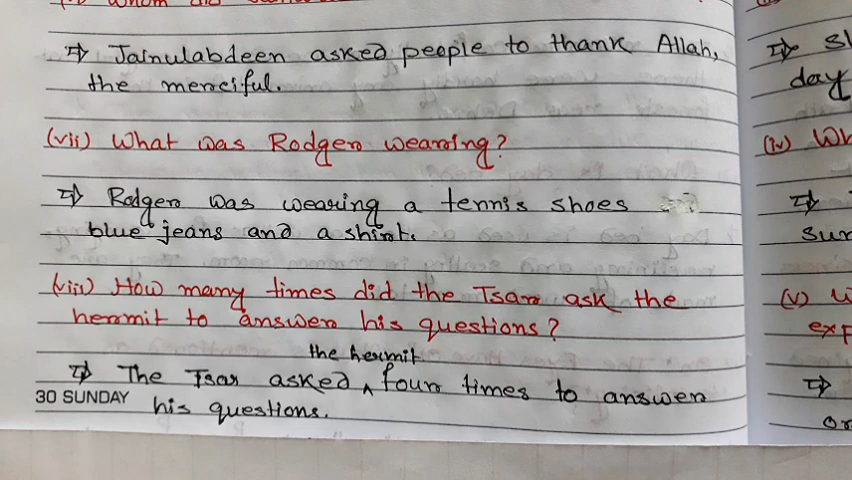 ⇒ Jainulabdeen asked people to thank Allah,
the merciful.
(vii) What was Rodger wearing?
⇒ Rodger was wearing a tennis shoes
blue jeans and a shirt.
(viii) How many times did the Tsar ask the
hermit to answer his questions?
the hermit
⇒ The Tsar asked ^ four times to answer
30 SUNDAY his questions.
⇒
day
(iv)
⇒
(v)
⇒